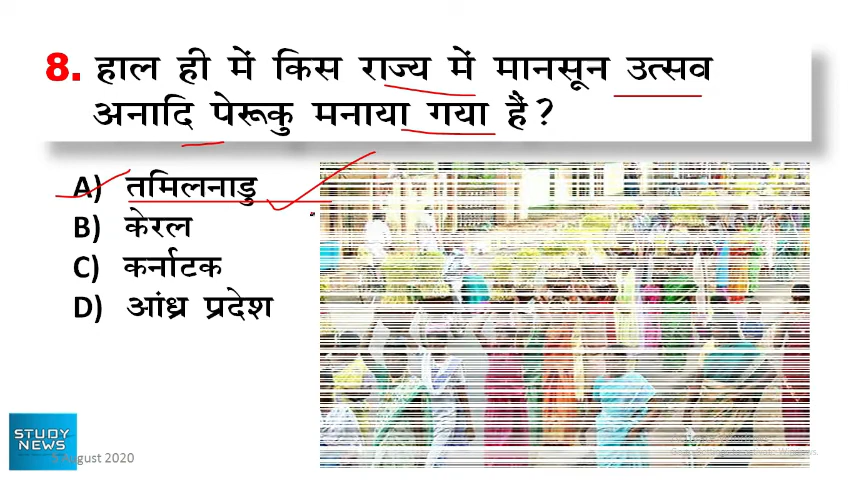 8. हाल ही में किस राज्य में मानसून उत्सव
अनादि पेरूकु मनाया गया हैं?
A) तमिलनाडु
B) केरल
C) कर्नाटक
D) आंध्र प्रदेश
STUDY
NEWS
August 2020